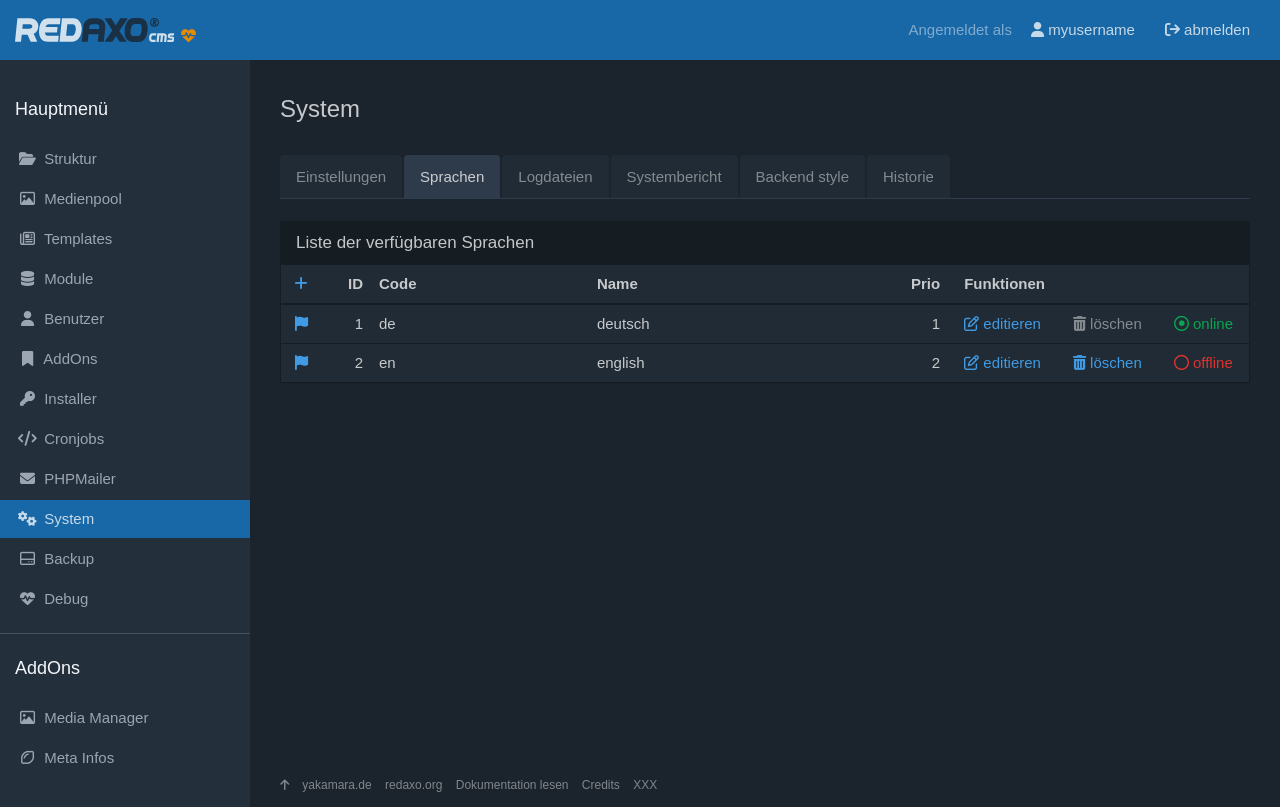 REDAXO® cms
Angemeldet als myusername abmelden
Hauptmenü
Struktur
Medienpool
Templates
Module
Benutzer
AddOns
Installer
Cronjobs
PHPMailer
System
Backup
Debug
AddOns
Media Manager
Meta Infos
System
Einstellungen Sprachen Logdateien Systembericht Backend style Historie
Liste der verfügbaren Sprachen
ID Code Name Prio Funktionen
1 de deutsch 1 editieren löschen online
2 en english 2 editieren löschen offline
yakamara.de redaxo.org Dokumentation lesen Credits XXX